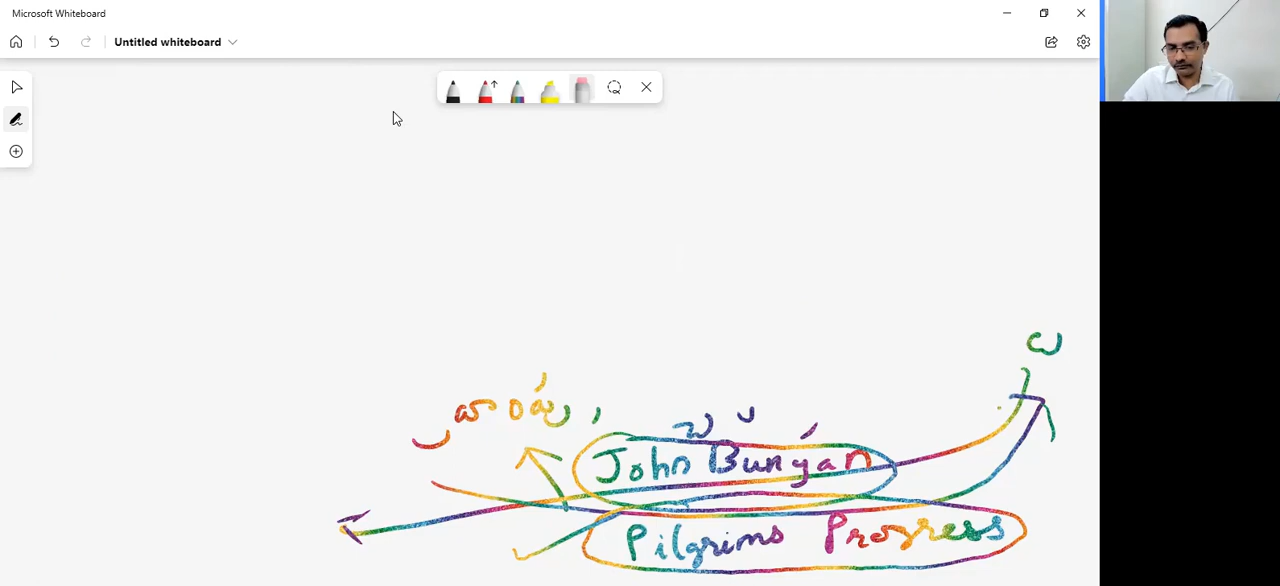 Microsoft Whiteboard
Untitled whiteboard
John Bunyan
Pilgrims Progress